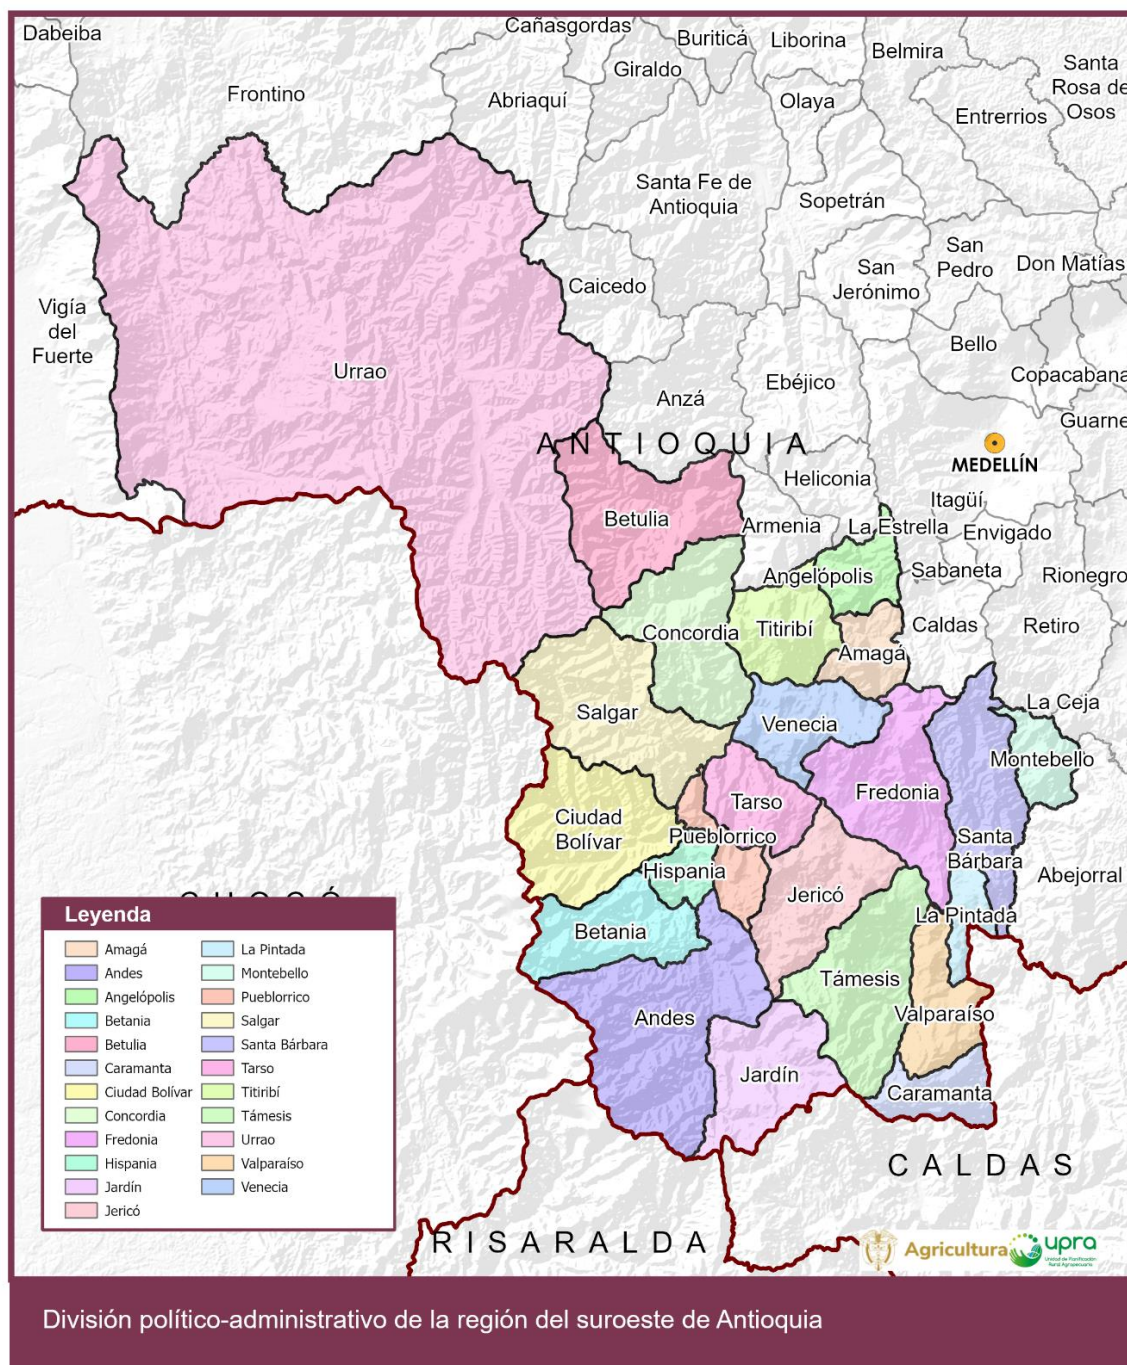 Dabeiba
Cañasgordas
Buriticá
Liborina
Belmira
Giraldo
Santa
Rosa de
Osos
Frontino
Abriaquí
Olaya
Entrerrios
Santa Fe de
Antioquia
Sopetrán
San
Pedro
Don Matías
San
Jerónimo
Caicedo
Vigía
del
Fuerte
Bello
Urrao
Ebéjico
Copacabana
Anzá
Guarne
ANTIOQUIA
MEDELLÍN
Heliconia
Itagüí
Betulia
Armenia
La Estrella
Envigado
Angelópolis
Sabaneta
Rionegro
Concordia
Titiribí
Caldas
Retiro
Amagá
Salgar
Venecia
La Ceja
Montebello
Tarso
Fredonia
Ciudad
Bolívar
Pueblorrico
Santa
Bárbara
Hispania
Jericó
Abejorral
Betania
La Pintada
Támesis
Andes
Valparaíso
Jardín
Caramanta
CALDAS
RISARALDA
Leyenda
Amagá
Andes
Angelópolis
Betania
Betulia
Caramanta
Ciudad Bolívar
Concordia
Fredonia
Hispania
Jardín
Jericó
La Pintada
Montebello
Pueblorrico
Salgar
Santa Bárbara
Tarso
Titiribí
Támesis
Urrao
Valparaíso
Venecia
Agricultura
upra
Unidad de Planificación
Rural Agropecuaria
División político-administrativo de la región del suroeste de Antioquia